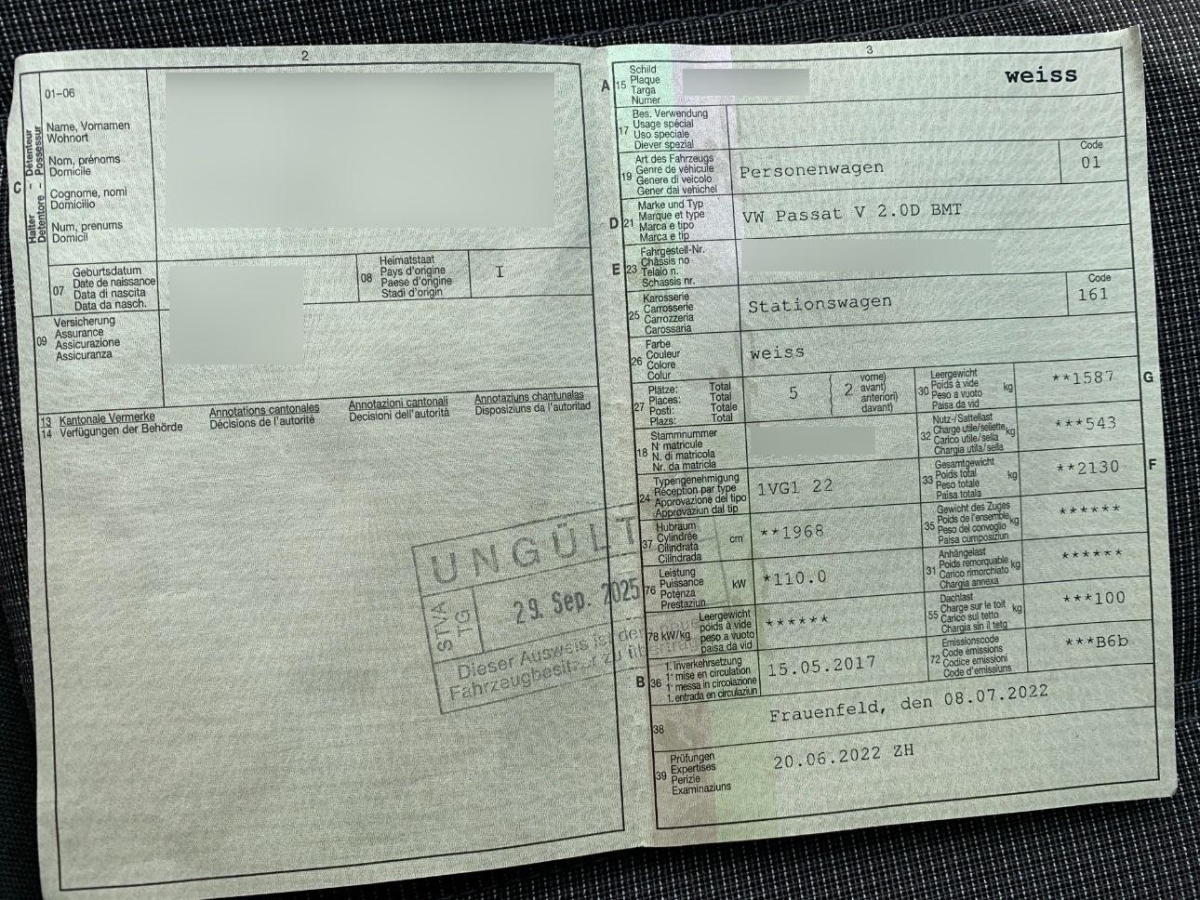 2
01-06
C
Halter - Détenteur
Detentore - Possessur
Name, Vornamen
Wohnort
Nom, prénoms
Domicile
Cognome, nomi
Domicilio
Num, prenums
Domicil
07
Geburtsdatum
Date de naissance
Data di nascita
Data da nasch.
08
Heimatstaat
Pays d'origine
Paese d'origine
Stadi d'origin
I
09
Versicherung
Assurance
Assicurazione
Assicuranza
13 Kantonale Vermerke Annotations cantonales Annotazioni cantonali Annotaziuns chantunalas
14 Verfügungen der Behörde Décisions de l'autorité Decisioni dell'autorità Disposiziuns da l'autoritad
UNGÜLT
STVA
TG
29. Sep. 2025
Dieser Ausweis ist dem neuen
Fahrzeugbesitzer zu übertragen
3
A 15
Schild
Plaque
Targa
Numer
weiss
17
Bes. Verwendung
Usage spécial
Uso speciale
Diever spezial
19
Art des Fahrzeugs
Genre de véhicule
Genere di veicolo
Gener dal vehichel
Personenwagen
Code
01
D 21
Marke und Typ
Marque et type
Marca e tipo
Marca e tip
VW Passat V 2.0D BMT
E 23
Fahrgestell-Nr.
Châssis no
Telaio n.
Schassis nr.
25
Karosserie
Carrosserie
Carrozzeria
Carossaria
Stationswagen
Code
161
26
Farbe
Couleur
Colore
Colur
weiss
27
Plätze: Total
Places: Total
Posti: Totale
Plazs: Total
5
2
vorne)
avant)
anteriori)
davant)
30
Leergewicht
Poids à vide
Peso a vuoto
Paisa da vid
kg
**1587
G
18
Stammnummer
N° matricule
N. di matricola
Nr. da matricla
32
Nutz-/Sattellast
Charge utile/sellette
Carico utile/sella
Chargia utila/sella
kg
***543
24
Typengenehmigung
Réception par type
Approvazione del tipo
Approvaziun dal tip
1VG1 22
33
Gesamtgewicht
Poids total
Peso totale
Paisa totala
kg
**2130
F
37
Hubraum
Cylindrée
Cilindrata
Cilindrada
cm
**1968
35
Gewicht des Zuges
Poids de l'ensemble
Peso del convoglio
Paisa cumposiziun
kg
******
76
Leistung
Puissance
Potenza
Prestaziun
kW
*110.0
31
Anhängelast
Poids remorquable
Carico rimorchiato
Chargia annexa
kg
******
78 kW/kg
Leergewicht
poids à vide
peso a vuoto
paisa da vid
******
55
Dachlast
Charge sur le toit
Carico sul tetto
Chargia sin il tetg
kg
***100
B 36
1. Inverkehrsetzung
1re mise en circulation
1a messa in circolazione
1. entrada en circulaziun
15.05.2017
72
Emissionscode
Code émissions
Codice emissioni
Code d'emissiuns
***B6b
38
Frauenfeld, den 08.07.2022
39
Prüfungen
Expertises
Perizie
Examinaziuns
20.06.2022 ZH